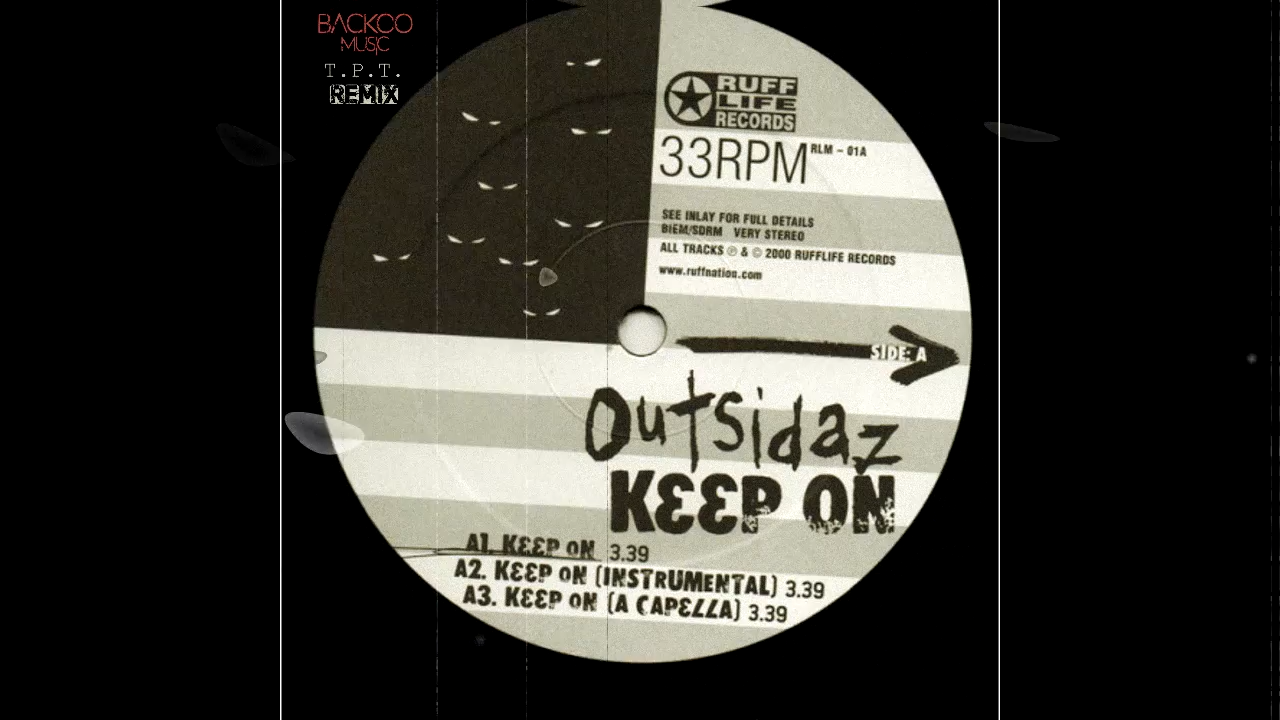 BACKCO
MUSIC
T.P.T.
REMIX
RUFF
LIFE
RECORDS
33RPM RLM – 01A
SEE INLAY FOR FULL DETAILS
BIEM/SDRM VERY STEREO
ALL TRACKS ℗ & © 2000 RUFFLIFE RECORDS
www.ruffnation.com
SIDE: A
Outsidaz
KEEP ON
A1. KEEP ON 3.39
A2. KEEP ON (INSTRUMENTAL) 3.39
A3. KEEP ON (A CAPELLA) 3.39